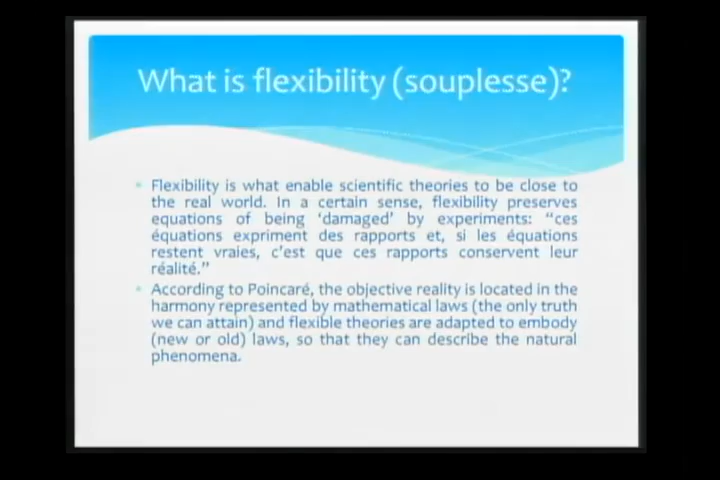 What is flexibility (souplesse)?
Flexibility is what enable scientific theories to be close to
the real world. In a certain sense, flexibility preserves
equations of being ‘damaged’ by experiments: “ces
équations expriment des rapports et, si les équations
restent vraies, c’est que ces rapports conservent leur
réalité.”
According to Poincaré, the objective reality is located in the
harmony represented by mathematical laws (the only truth
we can attain) and flexible theories are adapted to embody
(new or old) laws, so that they can describe the natural
phenomena.